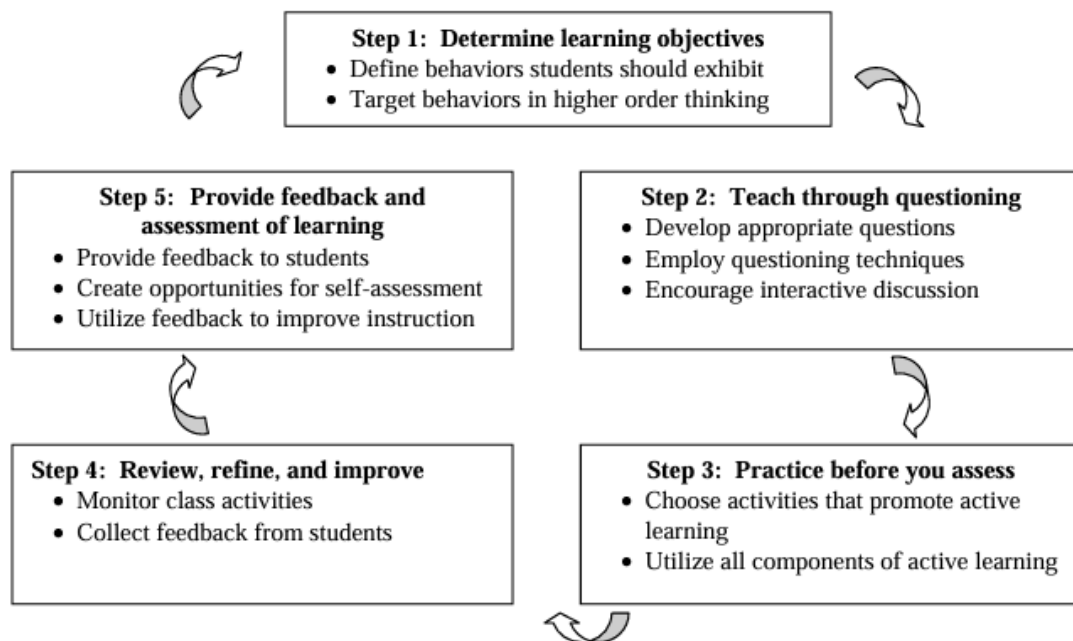 Step 1: Determine learning objectives
• Define behaviors students should exhibit
• Target behaviors in higher order thinking
Step 2: Teach through questioning
• Develop appropriate questions
• Employ questioning techniques
• Encourage interactive discussion
Step 3: Practice before you assess
• Choose activities that promote active
learning
• Utilize all components of active learning
Step 4: Review, refine, and improve
• Monitor class activities
• Collect feedback from students
Step 5: Provide feedback and
assessment of learning
• Provide feedback to students
• Create opportunities for self-assessment
• Utilize feedback to improve instruction